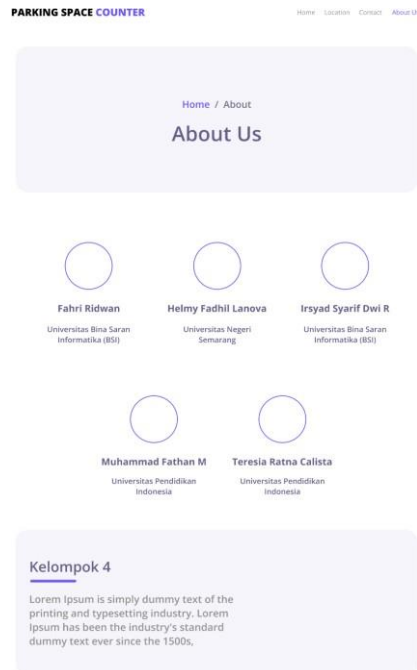 PARKING SPACE COUNTER
Home Location Contact About U
Home / About
About Us
Fahri Ridwan
Universitas Bina Saran
Informatika (BSI)
Helmy Fadhil Lanova
Universitas Negeri
Semarang
Irsyad Syarif Dwi R
Universitas Bina Saran
Informatika (BSI)
Muhammad Fathan M
Universitas Pendidikan
Indonesia
Teresia Ratna Calista
Universitas Pendidikan
Indonesia
Kelompok 4
Lorem Ipsum is simply dummy text of the
printing and typesetting industry. Lorem
Ipsum has been the industry's standard
dummy text ever since the 1500s,